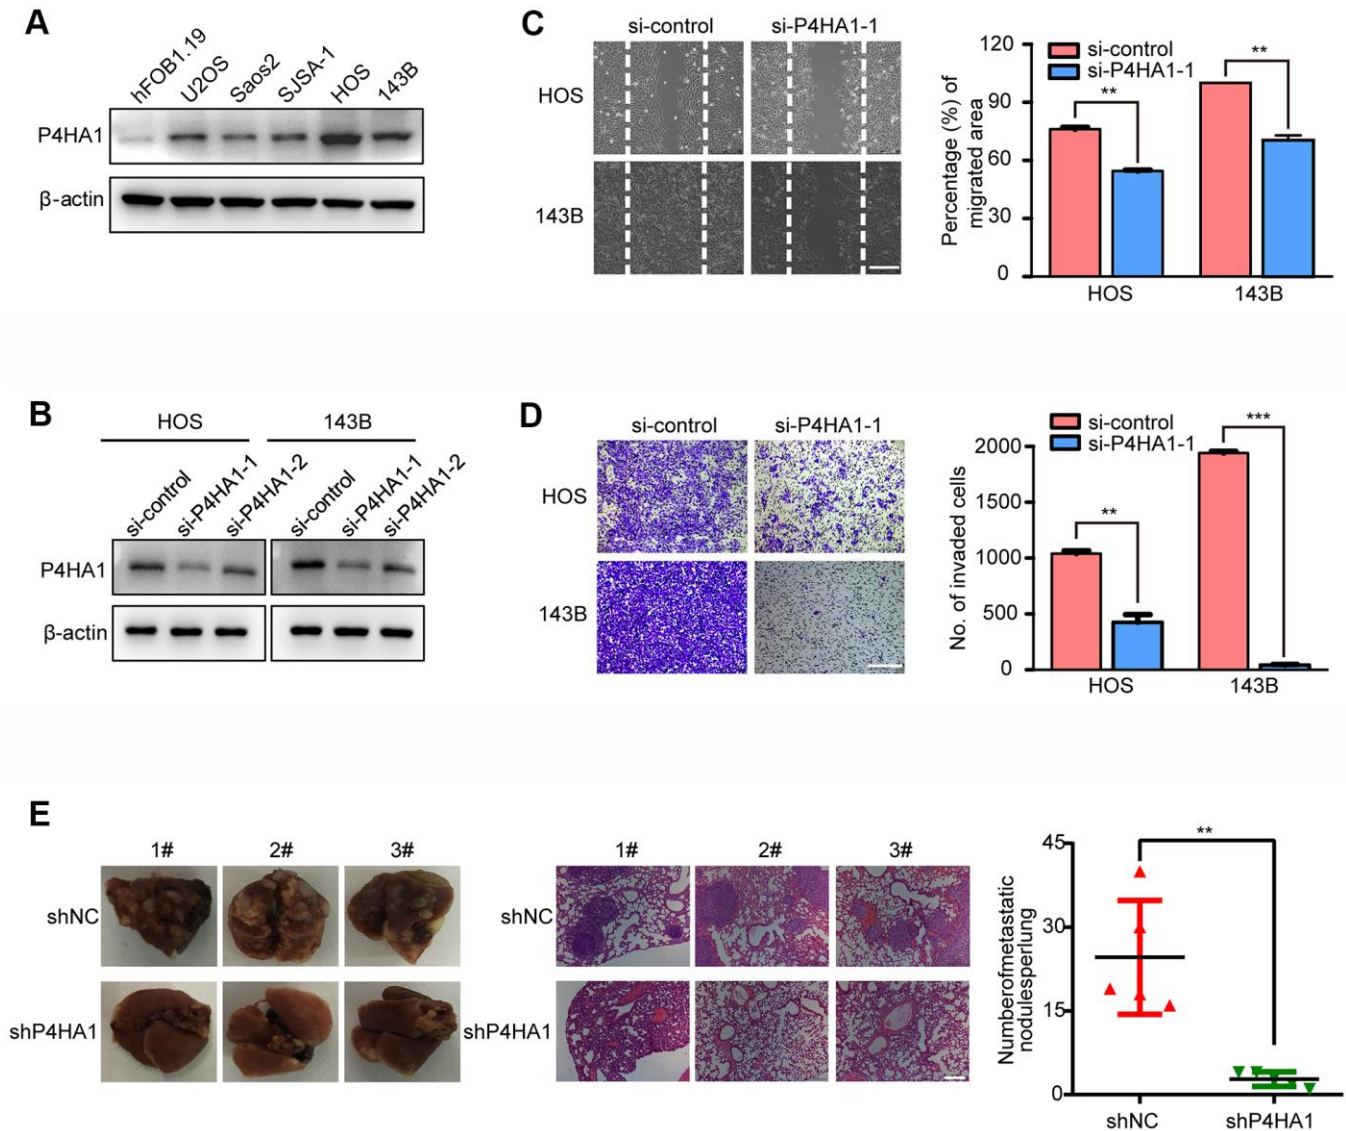 A
hFOB1.19
U2OS
Saos2
SJSA-1
HOS
143B
P4HA1
β-actin
C
si-control
si-P4HA1-1
HOS
143B
si-control
si-P4HA1-1
Percentage (%) of
migrated area
120
90
60
30
0
**
**
HOS
143B
B
HOS
143B
si-control
si-P4HA1-1
si-P4HA1-2
si-control
si-P4HA1-1
si-P4HA1-2
P4HA1
β-actin
D
si-control
si-P4HA1-1
HOS
143B
si-control
si-P4HA1-1
No. of invaded cells
2000
1500
1000
500
0
**
***
HOS
143B
E
1#
2#
3#
shNC
shP4HA1
1#
2#
3#
shNC
shP4HA1
Numberofmetastatic
nodulesperlung
45
30
15
0
**
shNC
shP4HA1